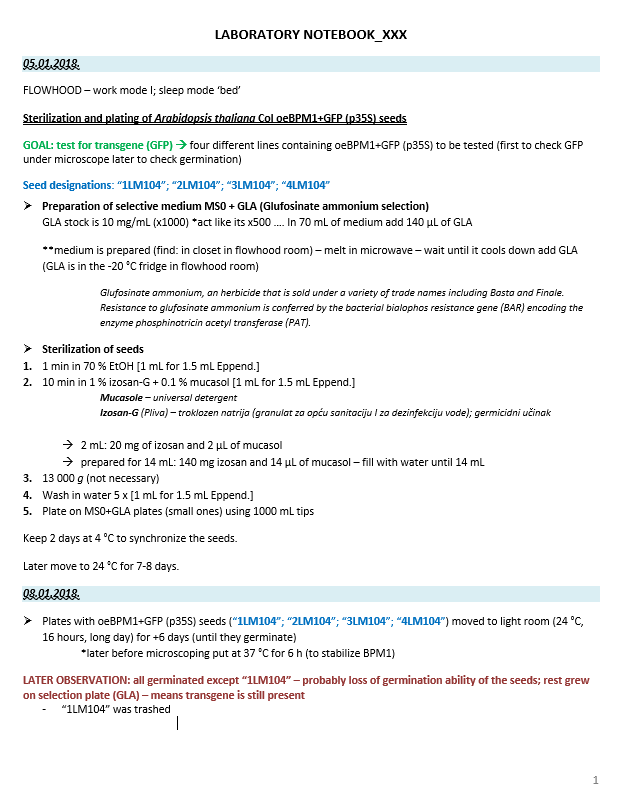 LABORATORY NOTEBOOK_XXX
05.01.2018.
FLOWHOOD – work mode I; sleep mode ‘bed’
Sterilization and plating of Arabidopsis thaliana Col oeBPM1+GFP (p35S) seeds
GOAL: test for transgene (GFP) → four different lines containing oeBPM1+GFP (p35S) to be tested (first to check GFP
under microscope later to check germination)
Seed designations: “1LM104”; “2LM104”; “3LM104”; “4LM104”
➤ Preparation of selective medium MS0 + GLA (Glufosinate ammonium selection)
GLA stock is 10 mg/mL (x1000) *act like its x500 .... In 70 mL of medium add 140 µL of GLA
**medium is prepared (find: in closet in flowhood room) – melt in microwave – wait until it cools down add GLA
(GLA is in the -20 °C fridge in flowhood room)
Glufosinate ammonium, an herbicide that is sold under a variety of trade names including Basta and Finale.
Resistance to glufosinate ammonium is conferred by the bacterial bialophos resistance gene (BAR) encoding the
enzyme phosphinotricin acetyl transferase (PAT).
➤ Sterilization of seeds
1. 1 min in 70 % EtOH [1 mL for 1.5 mL Eppend.]
2. 10 min in 1 % izosan-G + 0.1 % mucasol [1 mL for 1.5 mL Eppend.]
Mucasole – universal detergent
Izosan-G (Pliva) – troklozen natrija (granulat za opću sanitaciju I za dezinfekciju vode); germicidni učinak
→ 2 mL: 20 mg of izosan and 2 µL of mucasol
→ prepared for 14 mL: 140 mg izosan and 14 µL of mucasol – fill with water until 14 mL
3. 13 000 g (not necessary)
4. Wash in water 5 x [1 mL for 1.5 mL Eppend.]
5. Plate on MS0+GLA plates (small ones) using 1000 mL tips
Keep 2 days at 4 °C to synchronize the seeds.
Later move to 24 °C for 7-8 days.
08.01.2018.
➤ Plates with oeBPM1+GFP (p35S) seeds (“1LM104”; “2LM104”; “3LM104”; “4LM104”) moved to light room (24 °C,
16 hours, long day) for +6 days (until they germinate)
*later before microscoping put at 37 °C for 6 h (to stabilize BPM1)
LATER OBSERVATION: all germinated except “1LM104” – probably loss of germination ability of the seeds; rest grew
on selection plate (GLA) – means transgene is still present
- “1LM104” was trashed
1